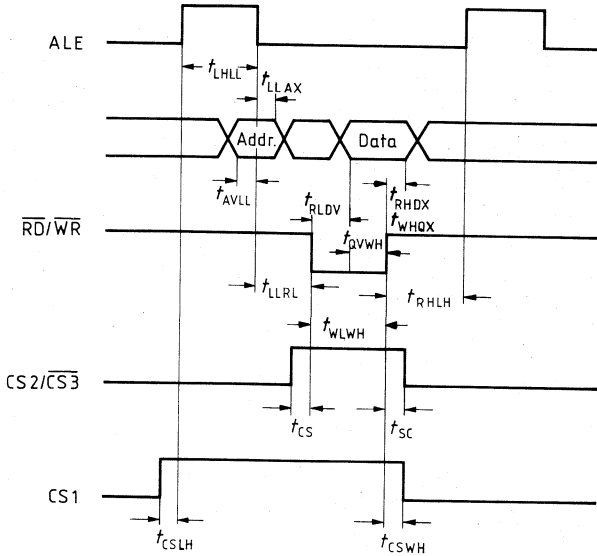 ALE
tLHLL
tLLAX
Addr.
Data
tAVLL
tRLDV
tRHDX
tWHQX
RD/WR
tQVWH
tLLRL
tRHLH
tWLWH
CS2/CS3
tCS
tSC
CS1
tCSLH
tCSWH